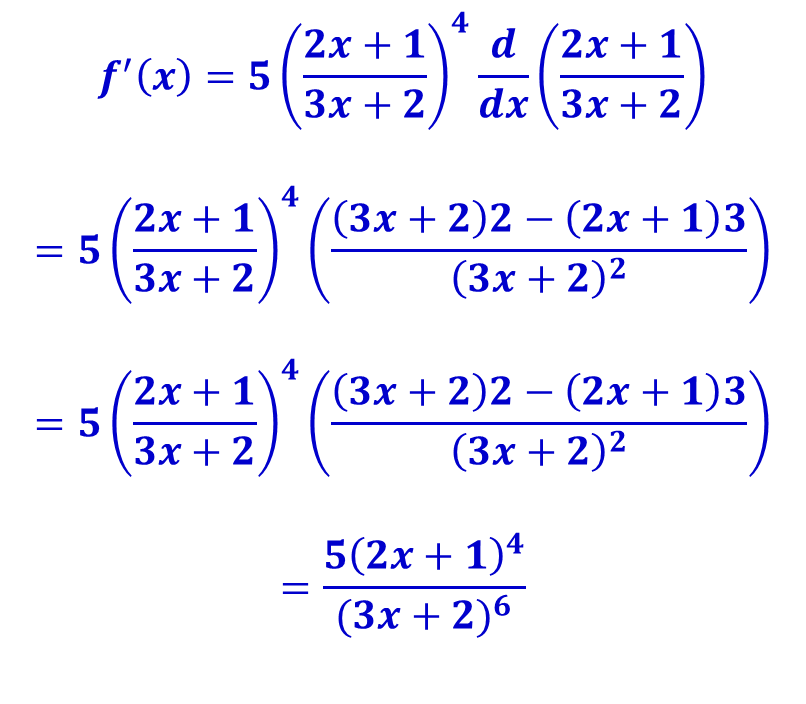 f′(x) = 5 ((2x + 1)/(3x + 2))⁴ d/dx ((2x + 1)/(3x + 2))
= 5 ((2x + 1)/(3x + 2))⁴ (((3x + 2)2 − (2x + 1)3)/(3x + 2)²)
= 5 ((2x + 1)/(3x + 2))⁴ (((3x + 2)2 − (2x + 1)3)/(3x + 2)²)
= 5(2x + 1)⁴/(3x + 2)⁶